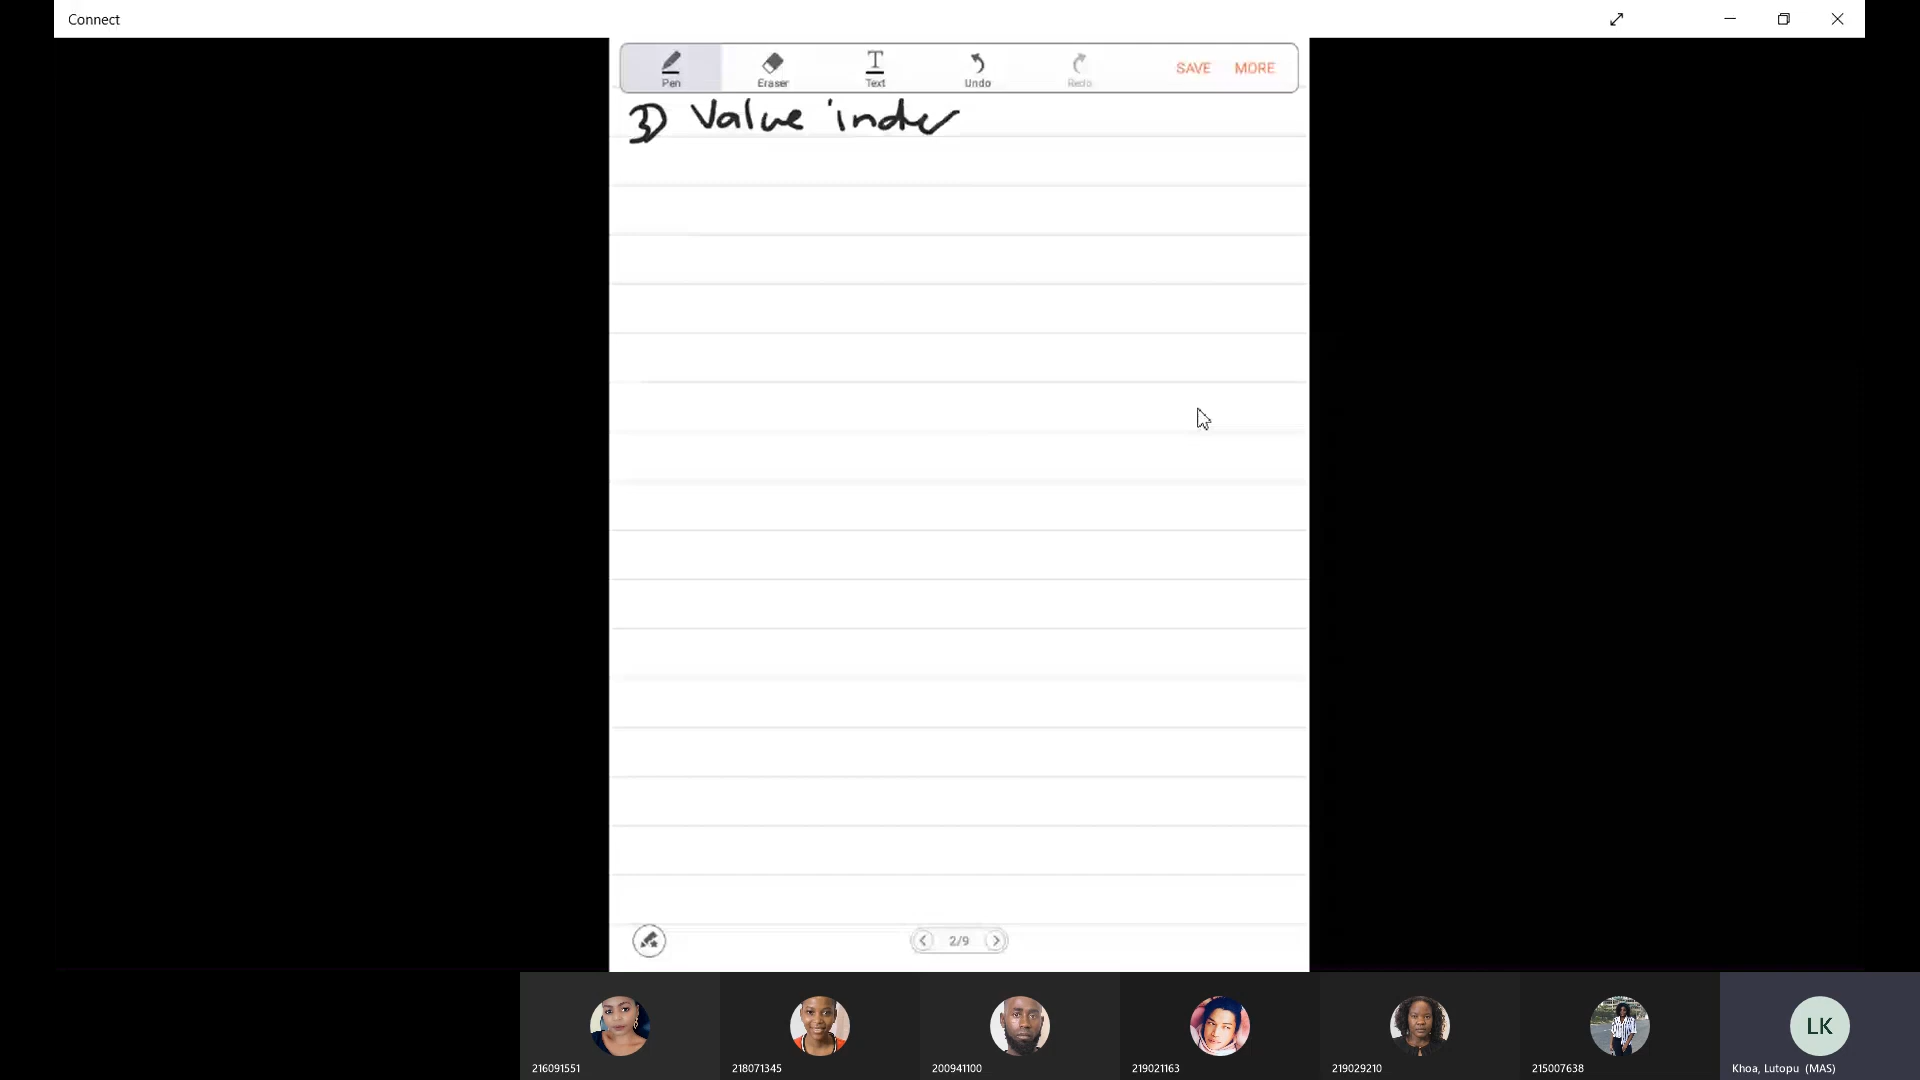 Connect
Pen
Eraser
Text
Undo
Redo
SAVE
MORE
3) Value index
2/9
216091551
218071345
200941100
219021163
219029210
215007638
LK
Khoa, Lutopu (MAS)